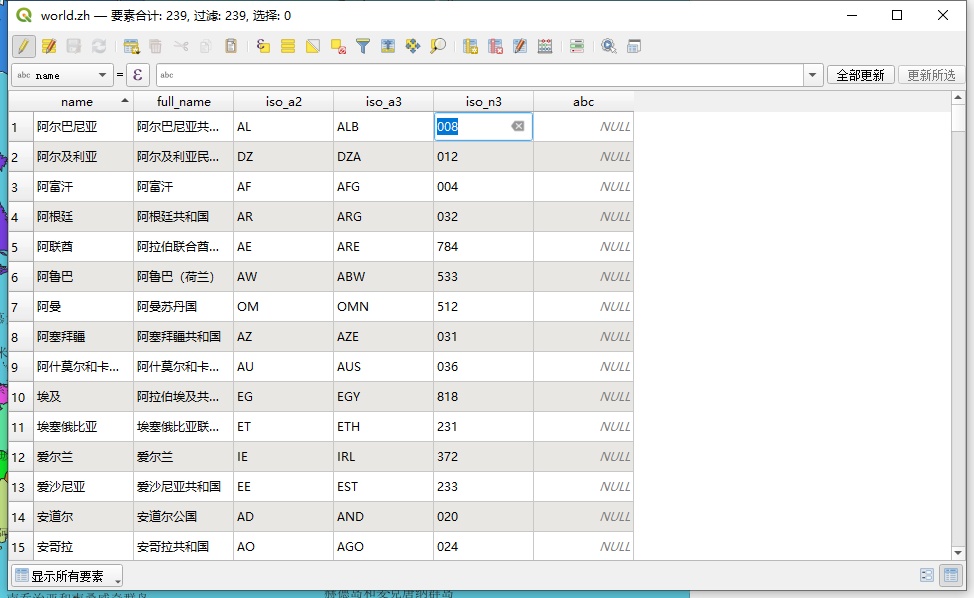 world.zh — 要素合计: 239, 过滤: 239, 选择: 0
abc name = ε abc 全部更新 更新所选
name full_name iso_a2 iso_a3 iso_n3 abc
1 阿尔巴尼亚 阿尔巴尼亚共... AL ALB 008 NULL
2 阿尔及利亚 阿尔及利亚民... DZ DZA 012 NULL
3 阿富汗 阿富汗 AF AFG 004 NULL
4 阿根廷 阿根廷共和国 AR ARG 032 NULL
5 阿联酋 阿拉伯联合酋... AE ARE 784 NULL
6 阿鲁巴 阿鲁巴（荷兰） AW ABW 533 NULL
7 阿曼 阿曼苏丹国 OM OMN 512 NULL
8 阿塞拜疆 阿塞拜疆共和国 AZ AZE 031 NULL
9 阿什莫尔和卡... 阿什莫尔和卡... AU AUS 036 NULL
10 埃及 阿拉伯埃及共... EG EGY 818 NULL
11 埃塞俄比亚 埃塞俄比亚联... ET ETH 231 NULL
12 爱尔兰 爱尔兰 IE IRL 372 NULL
13 爱沙尼亚 爱沙尼亚共和国 EE EST 233 NULL
14 安道尔 安道尔公国 AD AND 020 NULL
15 安哥拉 安哥拉共和国 AO AGO 024 NULL
显示所有要素